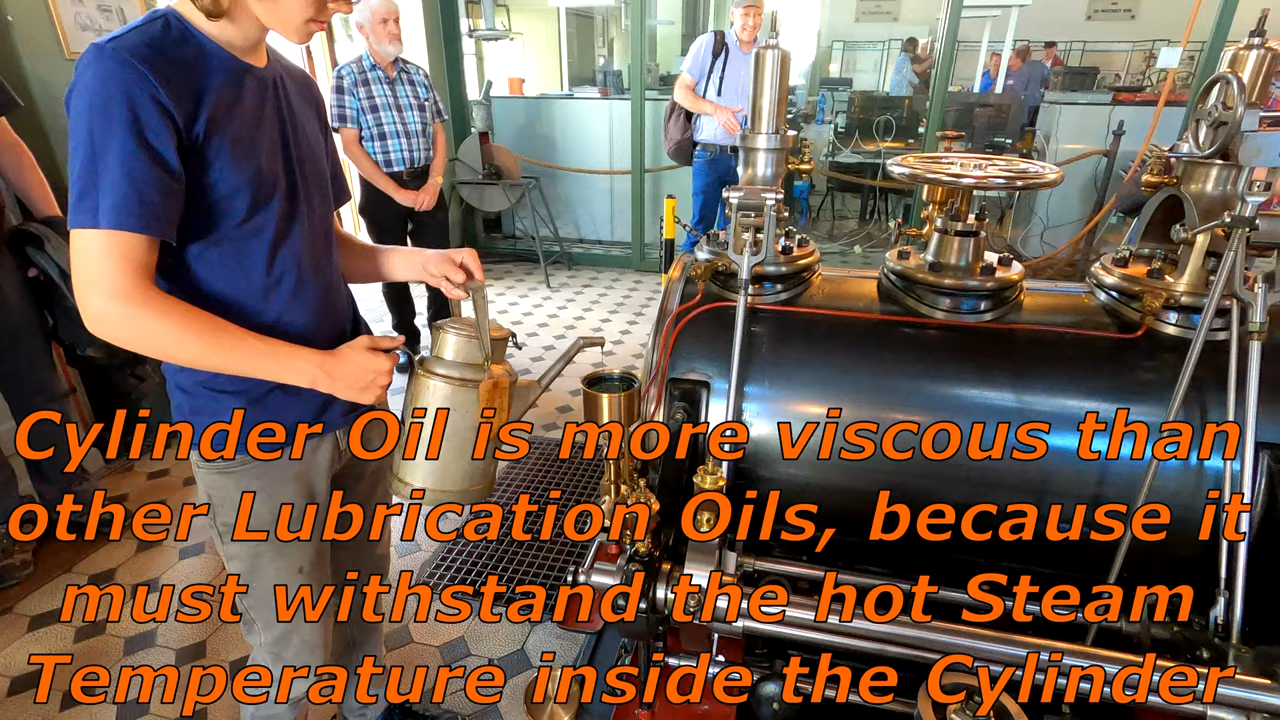 Cylinder Oil is more viscous than
other Lubrication Oils, because it
must withstand the hot Steam
Temperature inside the Cylinder